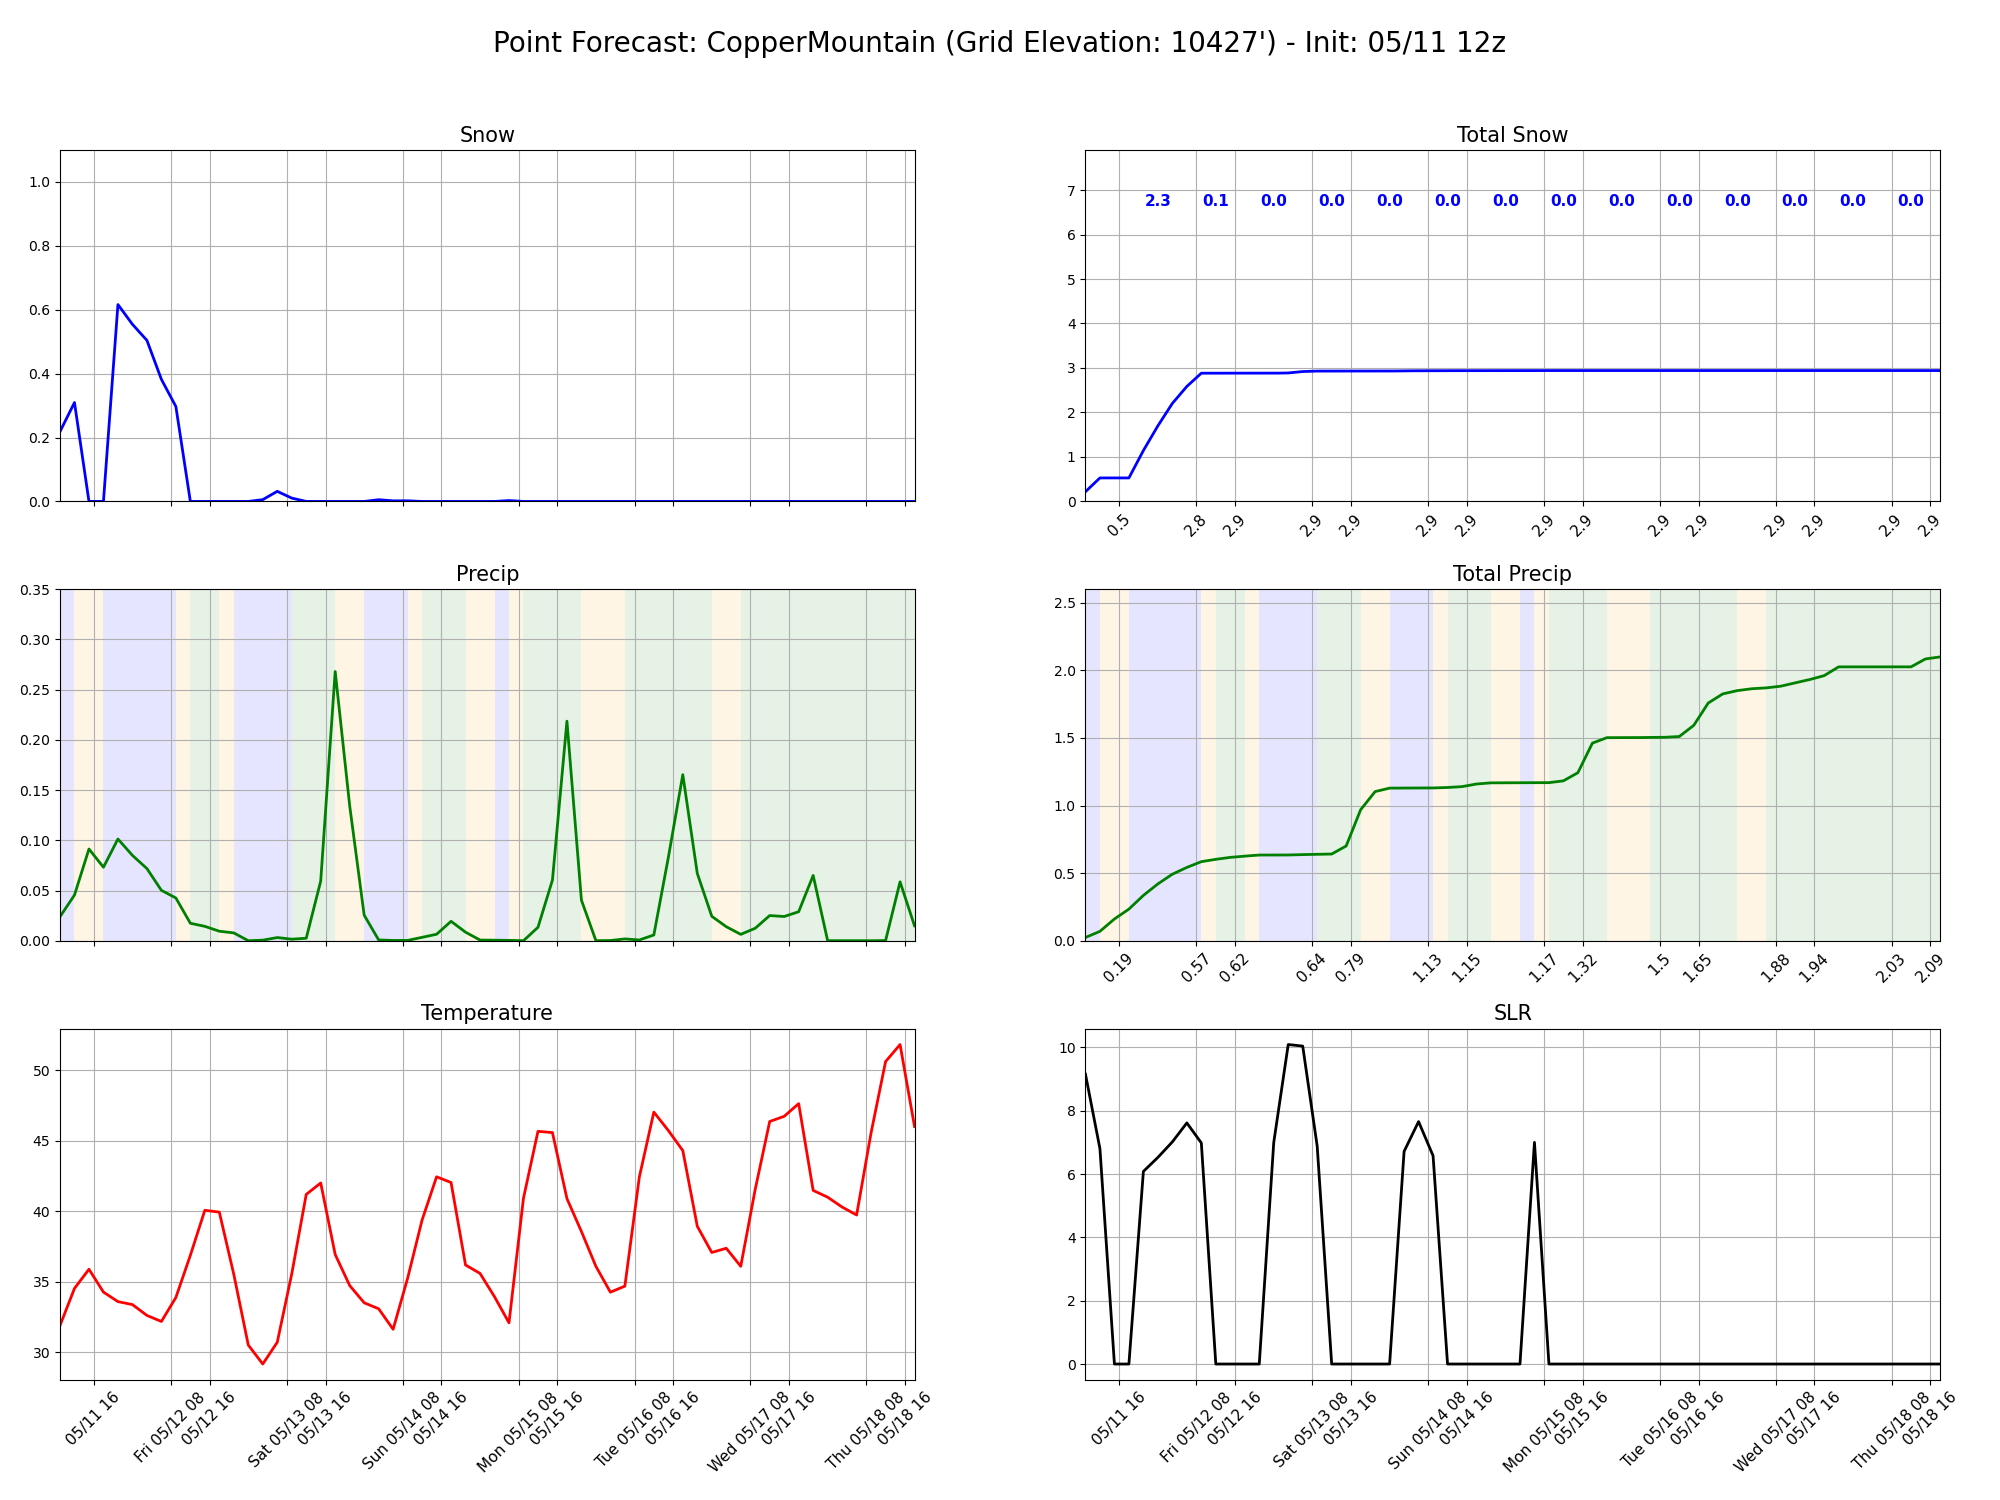 Point Forecast: CopperMountain (Grid Elevation: 10427') - Init: 05/11 12z
Snow
1.0
0.8
0.6
0.4
0.2
0.0
Total Snow
7
6
5
4
3
2
1
0
2.3 0.1 0.0 0.0 0.0 0.0 0.0 0.0 0.0 0.0 0.0 0.0 0.0 0.0
0.5 2.8 2.9 2.9 2.9 2.9 2.9 2.9 2.9 2.9 2.9 2.9 2.9 2.9 2.9
Precip
0.35
0.30
0.25
0.20
0.15
0.10
0.05
0.00
Total Precip
2.5
2.0
1.5
1.0
0.5
0.0
0.19 0.57 0.62 0.64 0.79 1.13 1.15 1.17 1.32 1.5 1.65 1.88 1.94 2.03 2.09
Temperature
50
45
40
35
30
05/11 16
Fri 05/12 08
05/12 16
Sat 05/13 08
05/13 16
Sun 05/14 08
05/14 16
Mon 05/15 08
05/15 16
Tue 05/16 08
05/16 16
Wed 05/17 08
05/17 16
Thu 05/18 08
05/18 16
SLR
10
8
6
4
2
0
05/11 16
Fri 05/12 08
05/12 16
Sat 05/13 08
05/13 16
Sun 05/14 08
05/14 16
Mon 05/15 08
05/15 16
Tue 05/16 08
05/16 16
Wed 05/17 08
05/17 16
Thu 05/18 08
05/18 16